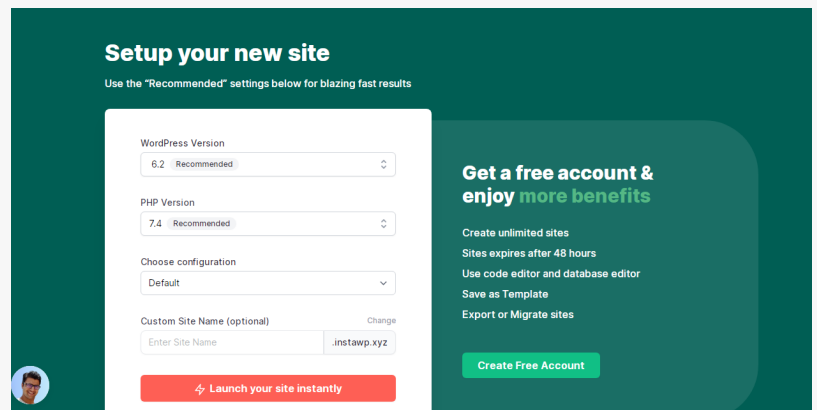 Setup your new site
Use the “Recommended” settings below for blazing fast results
WordPress Version
6.2 Recommended
PHP Version
7.4 Recommended
Choose configuration
Default
Custom Site Name (optional) Change
Enter Site Name .instawp.xyz
Launch your site instantly
Get a free account &
enjoy more benefits
Create unlimited sites
Sites expires after 48 hours
Use code editor and database editor
Save as Template
Export or Migrate sites
Create Free Account